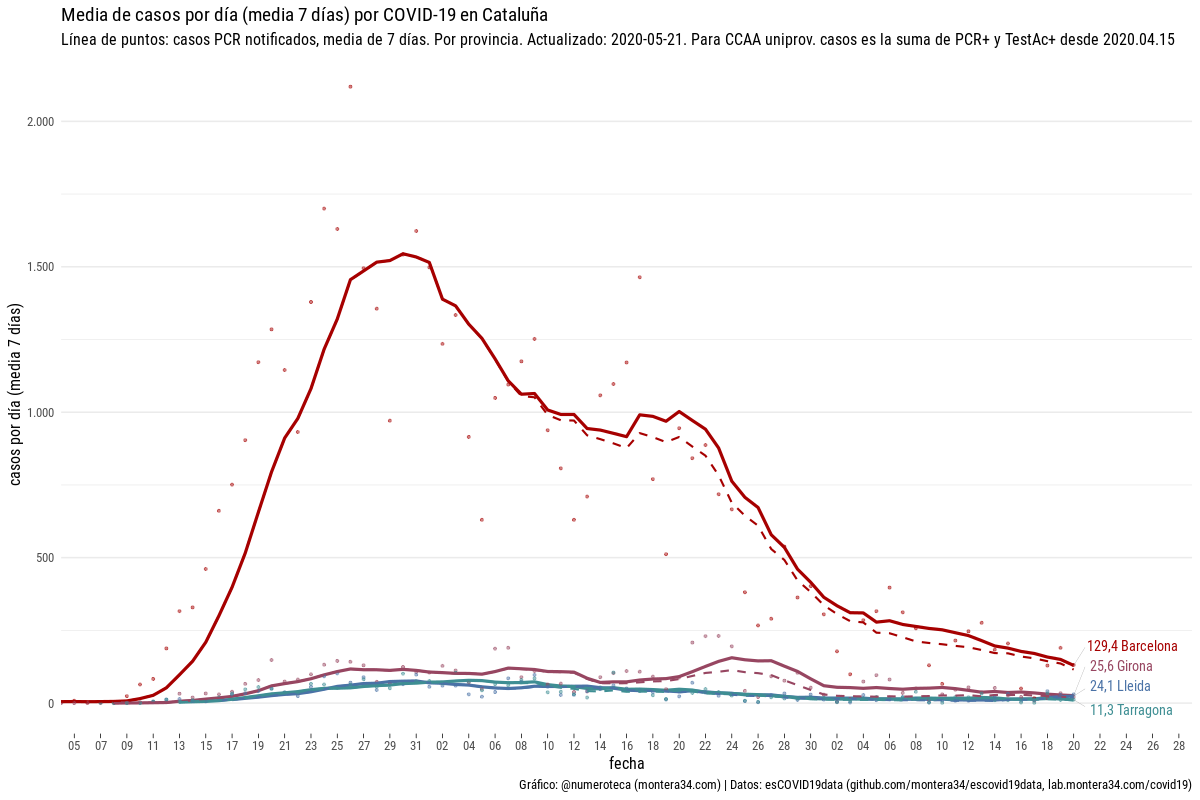 Media de casos por día (media 7 días) por COVID-19 en Cataluña
Línea de puntos: casos PCR notificados, media de 7 días. Por provincia. Actualizado: 2020-05-21. Para CCAA uniprov. casos es la suma de PCR+ y TestAc+ desde 2020.04.15
casos por día (media 7 días)
2.000
1.500
1.000
500
0
129,4 Barcelona
25,6 Girona
24,1 Lleida
11,3 Tarragona
05 07 09 11 13 15 17 19 21 23 25 27 29 31 02 04 06 08 10 12 14 16 18 20 22 24 26 28 30 02 04 06 08 10 12 14 16 18 20 22 24 26 28
fecha
Gráfico: @numeroteca (montera34.com) | Datos: esCOVID19data (github.com/montera34/escovid19data, lab.montera34.com/covid19)